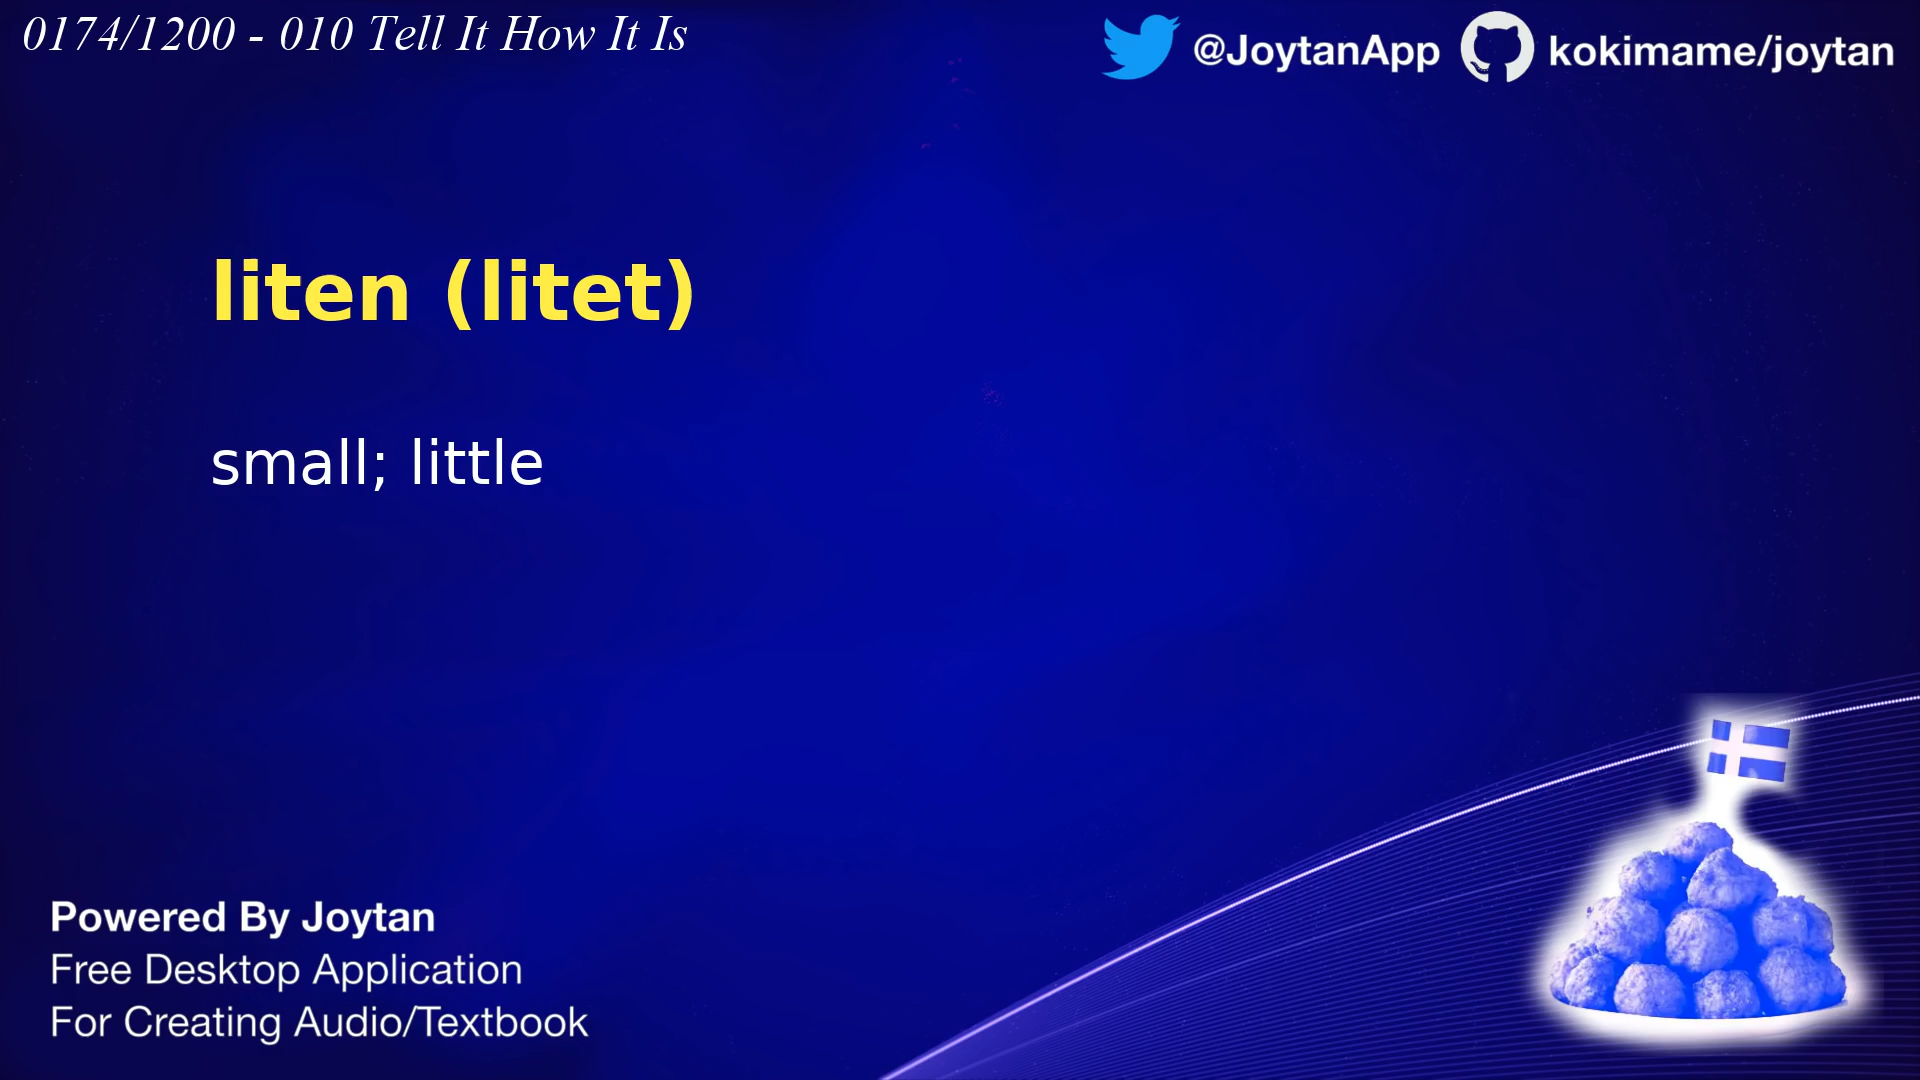 0174/1200 - 010 Tell It How It Is
@JoytanApp
kokimame/joytan
liten (litet)
small; little
Powered By Joytan
Free Desktop Application
For Creating Audio/Textbook